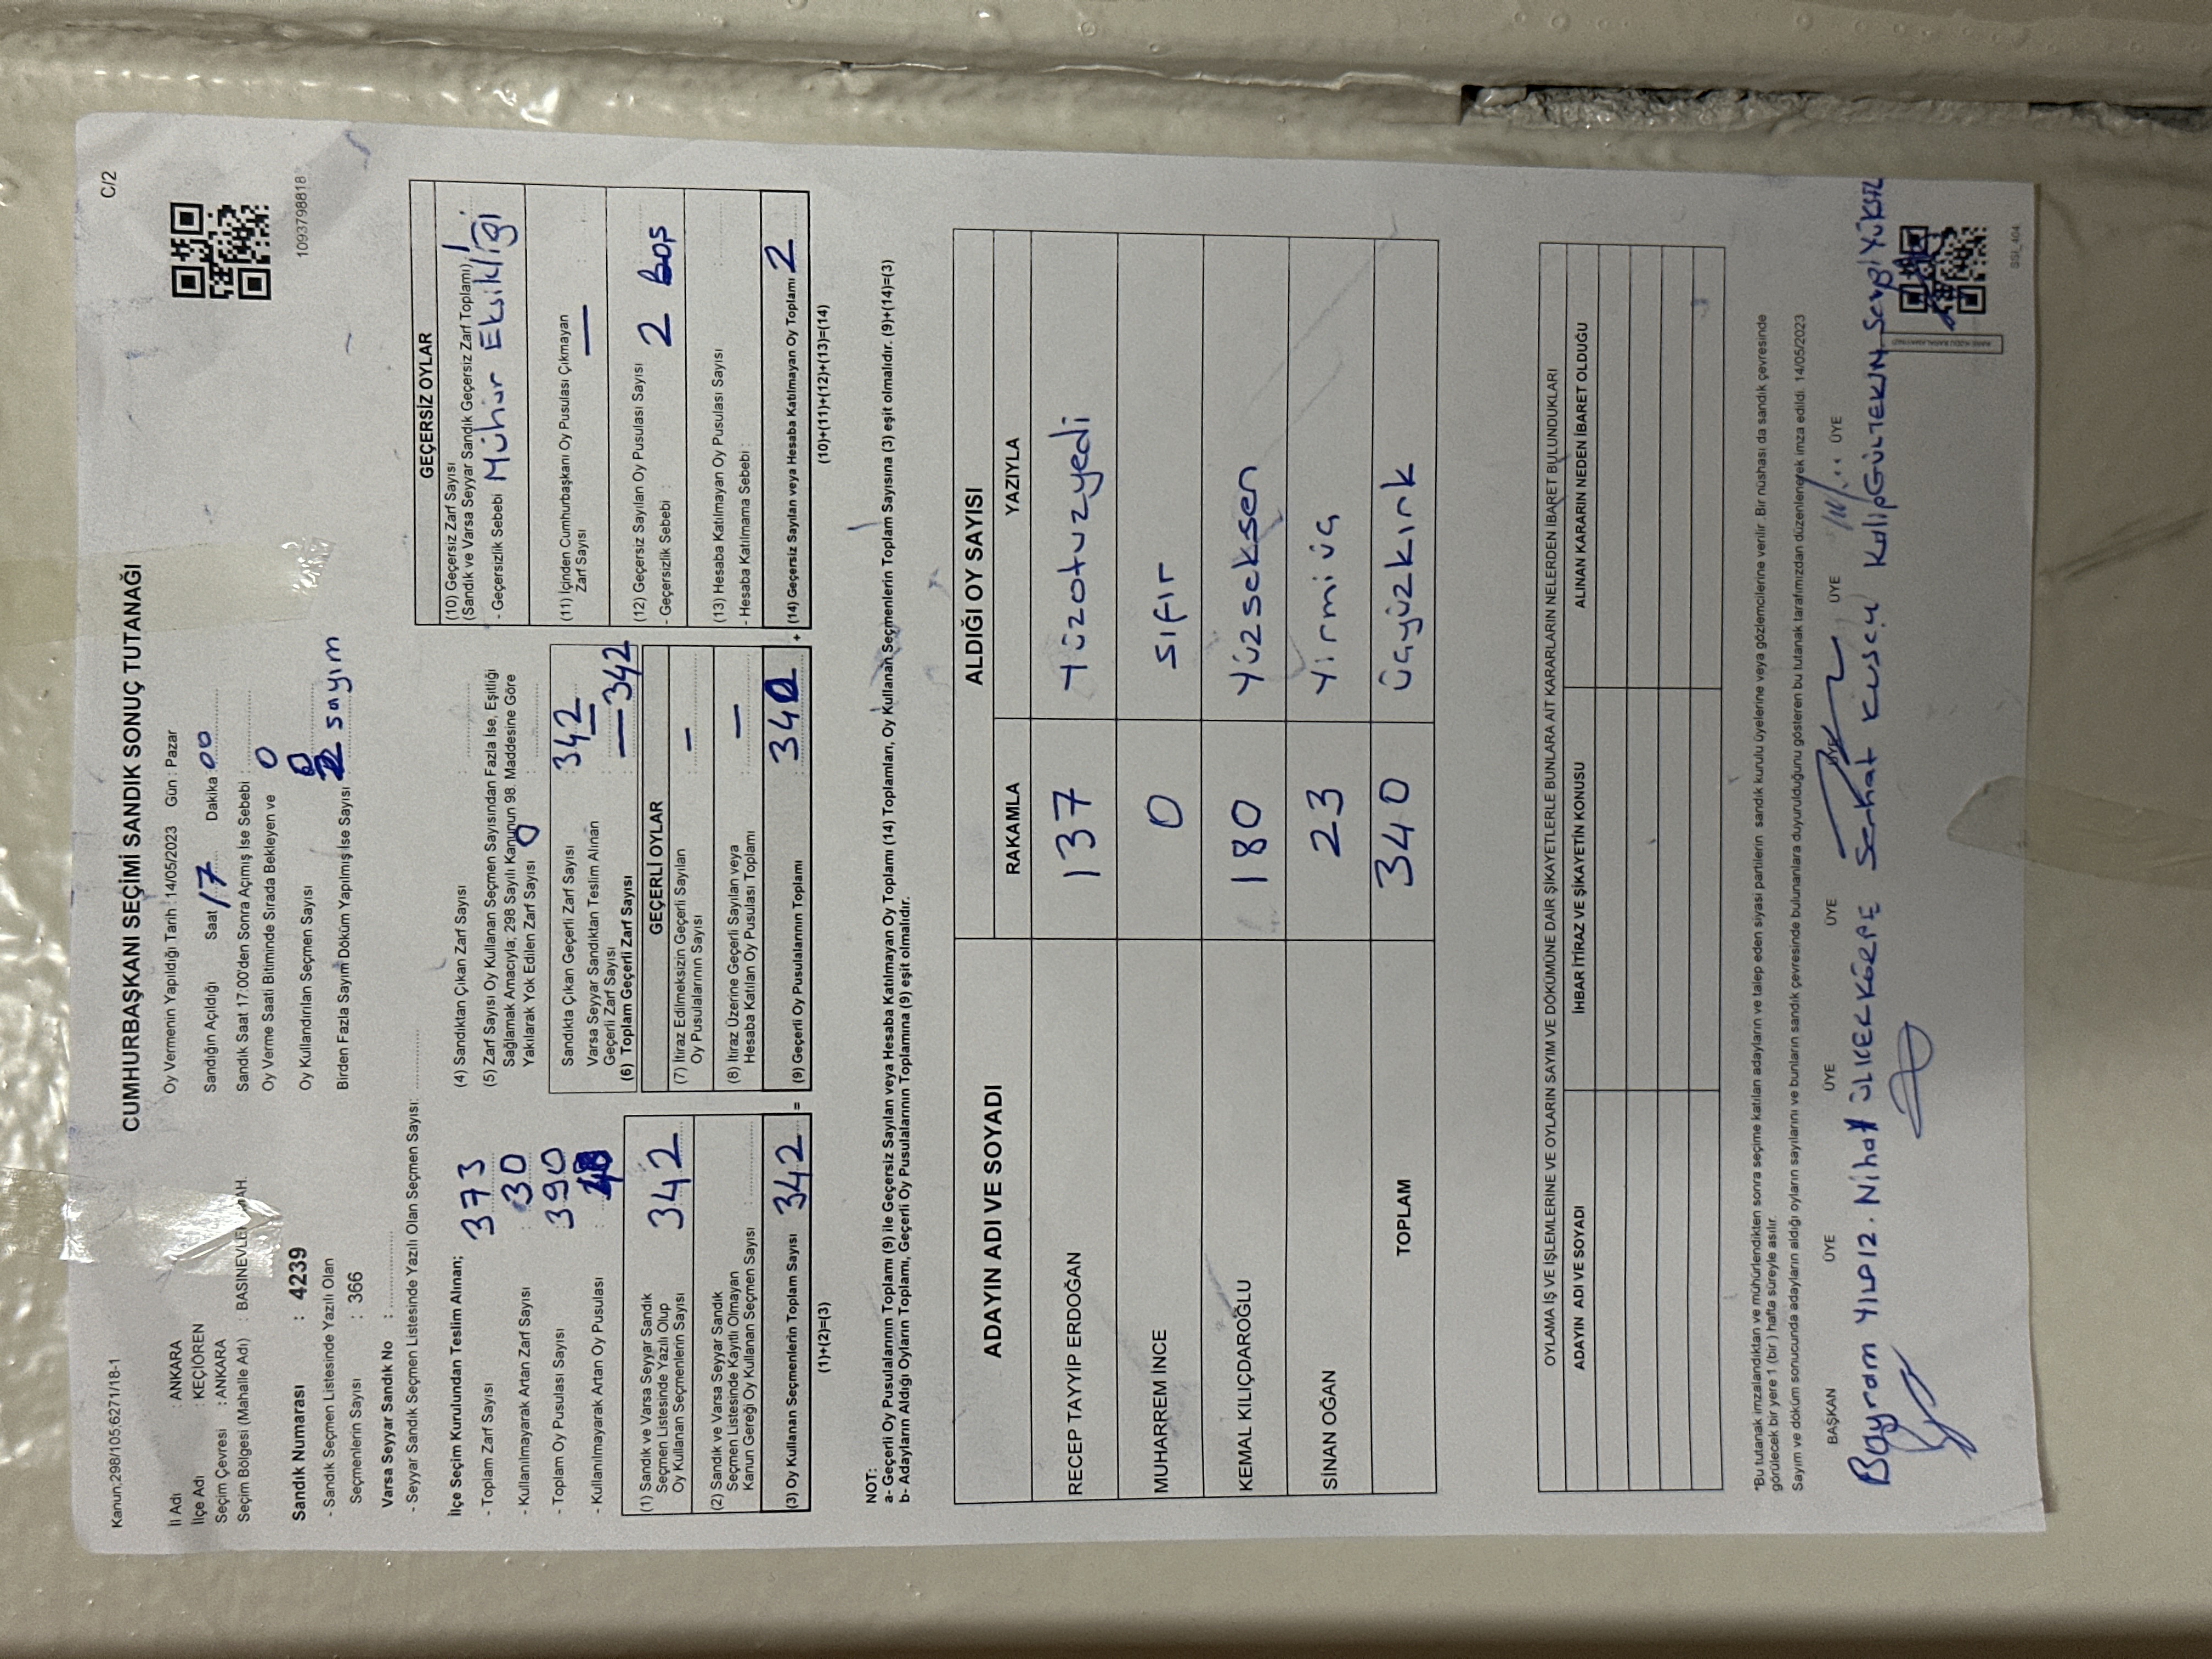 Kanun;298/105;6271/18-1
C/2
CUMHURBAŞKANI SEÇİMİ SANDIK SONUÇ TUTANAĞI
İl Adı : ANKARA
İlçe Adı : KEÇİÖREN
Seçim Çevresi : ANKARA
Seçim Bölgesi (Mahalle Adı) : MAH.
Sandık Numarası : 4239
- Sandık Seçmen Listesinde Yazılı Olan
Seçmenlerin Sayısı : 366
Varsa Seyyar Sandık No :
- Seyyar Sandık Seçmen Listesinde Yazılı Olan Seçmen Sayısı:
Oy Vermenin Yapıldığı Tarih : 14/05/2023 Gün : Pazar
Sandığın Açıldığı Saat 17 Dakika : 00
Sandık Saat 17:00'den Sonra Açımış İse Sebebi :
Oy Verme Saati Bitiminde Sırada Bekleyen ve 0
Oy Kullandırılan Seçmen Sayısı 0
Birden Fazla Sayım Döküm Yapılmış İse Sayısı 2 sayım
1093798818
İlçe Seçim Kurulundan Teslim Alınan;
- Toplam Zarf Sayısı 373
- Kullanılmayarak Artan Zarf Sayısı : 30
- Toplam Oy Pusulası Sayısı 390
- Kullanılmayarak Artan Oy Pusulası :
(1) Sandık ve Varsa Seyyar Sandık
Seçmen Listesinde Yazılı Olup
Oy Kullanan Seçmenlerin Sayısı 342
(2) Sandık ve Varsa Seyyar Sandık
Seçmen Listesinde Kayıtlı Olmayan
Kanun Gereği Oy Kullanan Seçmen Sayısı :
(3) Oy Kullanan Seçmenlerin Toplam Sayısı 342 =
(1)+(2)=(3)
(4) Sandıktan Çıkan Zarf Sayısı :
(5) Zarf Sayısı Oy Kullanan Seçmen Sayısından Fazla İse, Eşitliği
Sağlamak Amacıyla; 298 Sayılı Kanunun 98. Maddesine Göre
Yakılarak Yok Edilen Zarf Sayısı 0 :
Sandıkta Çıkan Geçerli Zarf Sayısı 342
Varsa Seyyar Sandıktan Teslim Alınan
Geçerli Zarf Sayısı —
(6) Toplam Geçerli Zarf Sayısı — 342
GEÇERLİ OYLAR
(7) İtiraz Edilmeksizin Geçerli Sayılan
Oy Pusulalarının Sayısı —
(8) İtiraz Üzerine Geçerli Sayılan veya
Hesaba Katılan Oy Pusulası Toplamı —
(9) Geçerli Oy Pusulalarının Toplamı 340 +
GEÇERSİZ OYLAR
(10) Geçersiz Zarf Sayısı
(Sandık ve Varsa Seyyar Sandık Geçersiz Zarf Toplamı) 1
- Geçersizlik Sebebi Mühür Eksikliği
(11) İçinden Cumhurbaşkanı Oy Pusulası Çıkmayan
Zarf Sayısı —
(12) Geçersiz Sayılan Oy Pusulası Sayısı
- Geçersizlik Sebebi : 2 Boş
(13) Hesaba Katılmayan Oy Pusulası Sayısı :
- Hesaba Katılmama Sebebi :
(14) Geçersiz Sayılan veya Hesaba Katılmayan Oy Toplamı 2
(10)+(11)+(12)+(13)=(14)
NOT:
a- Geçerli Oy Pusulalarının Toplamı (9) ile Geçersiz Sayılan veya Hesaba Katılmayan Oy Toplamı (14) Toplamları, Oy Kullanan Seçmenlerin Toplam Sayısına (3) eşit olmalıdır. (9)+(14)=(3)
b- Adayların Aldığı Oyların Toplamı, Geçerli Oy Pusulalarının Toplamına (9) eşit olmalıdır.
ADAYIN ADI VE SOYADI ALDIĞI OY SAYISI
RAKAMLA YAZIYLA
RECEP TAYYİP ERDOĞAN 137 Yüzotuzyedi
MUHARREM İNCE 0 sıfır
KEMAL KILIÇDAROĞLU 180 Yüzseksen
SİNAN OĞAN 23 Yirmiüç
TOPLAM 340 üçyüzkırk
OYLAMA İŞ VE İŞLEMLERİNE VE OYLARIN SAYIM VE DÖKÜMÜNE DAİR ŞİKAYETLERLE BUNLARA AİT KARARLARIN NELERDEN İBARET BULUNDUKLARI
ADAYIN ADI VE SOYADI İHBAR İTİRAZ VE ŞİKAYETİN KONUSU ALINAN KARARIN NEDEN İBARET OLDUĞU
*Bu tutanak imzalandıktan ve mühürlendikten sonra seçime katılan adayların ve talep eden siyasi partilerin sandık kurulu üyelerine veya gözlemcilerine verilir .Bir nüshası da sandık çevresinde
görülecek bir yere 1 (bir ) hafta süreyle asılır.
Sayım ve döküm sonucunda adayların aldığı oyların sayılarını ve bunların sandık çevresinde bulunanlara duyurulduğunu gösteren bu tutanak tarafımızdan düzenlenerek imza edildi. 14/05/2023
BAŞKAN ÜYE ÜYE ÜYE ÜYE ÜYE ÜYE
Bayram YILDIZ. Nihat ÜLKER KÖRPE Serhat KUSCU GÜLTEKIN Sevgi YÜKSEL
SSI_404